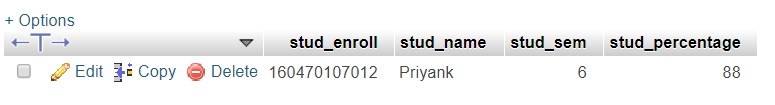 + Options
←T→ stud_enroll stud_name stud_sem stud_percentage
Edit Copy Delete 160470107012 Priyank 6 88